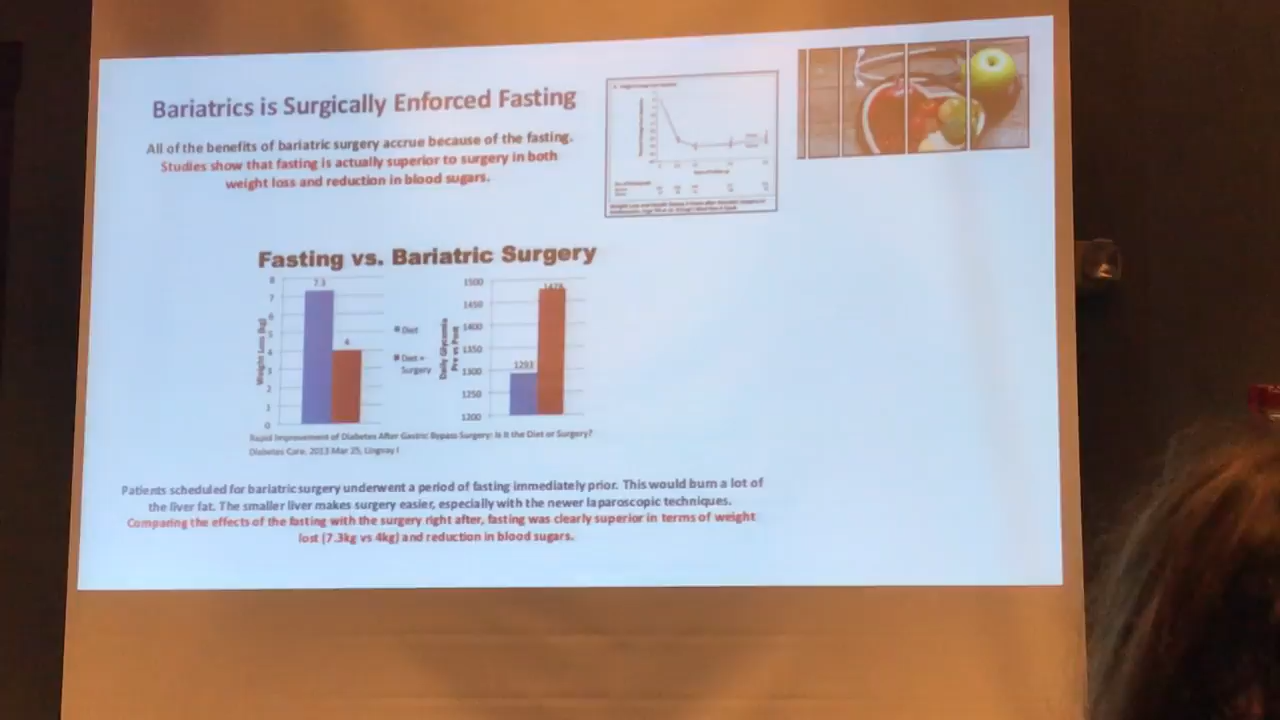 Bariatrics is Surgically Enforced Fasting
All of the benefits of bariatric surgery accrue because of the fasting.
Studies show that fasting is actually superior to surgery in both
weight loss and reduction in blood sugars.
Fasting vs. Bariatric Surgery
8
7
6
5
4
3
2
1
0
Weight Loss (kg)
7.3
4
Diet
Diet +
Surgery
Daily Glycemia
Pre vs Post
1500
1450
1400
1350
1300
1250
1200
1293
1478
Rapid Improvement of Diabetes After Gastric Bypass Surgery: Is It the Diet or Surgery?
Diabetes Care. 2013 Mar 25, Lingvay I
Patients scheduled for bariatric surgery underwent a period of fasting immediately prior. This would burn a lot of
the liver fat. The smaller liver makes surgery easier, especially with the newer laparoscopic techniques.
Comparing the effects of the fasting with the surgery right after, fasting was clearly superior in terms of weight
lost (7.3kg vs 4kg) and reduction in blood sugars.